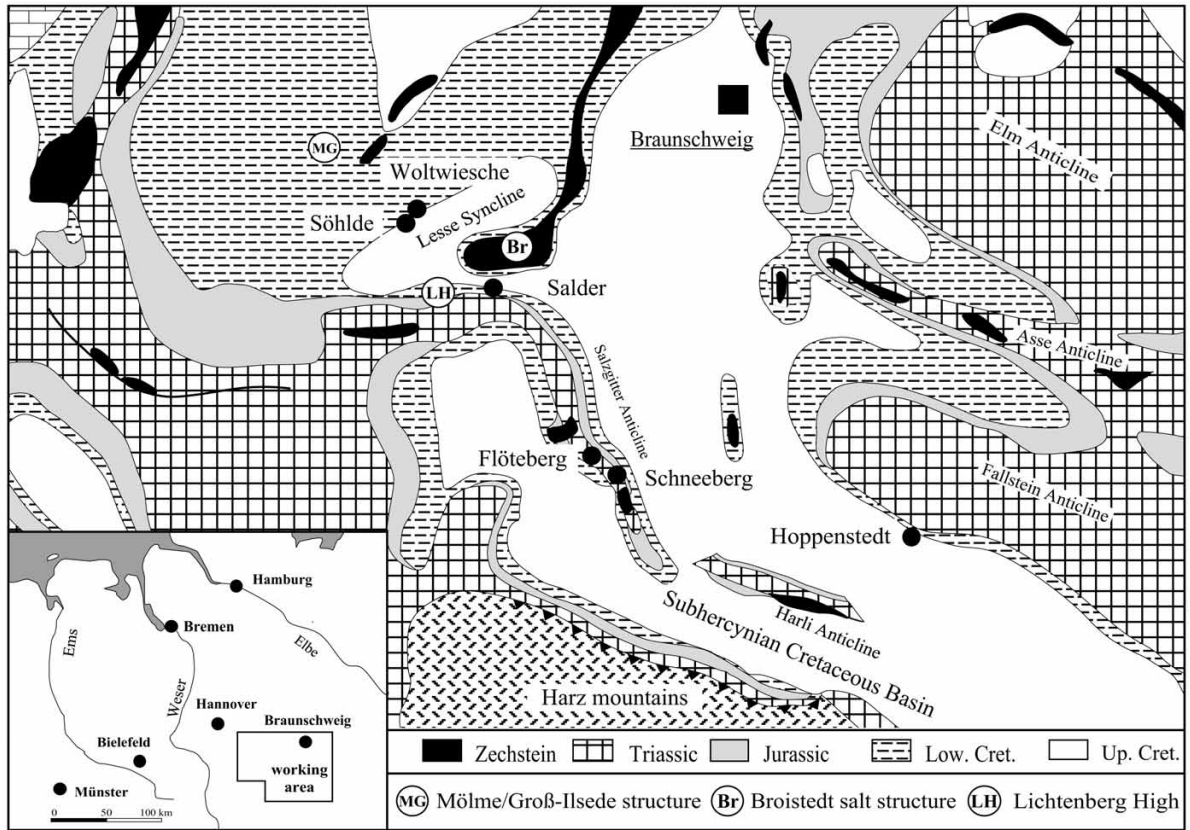 MG
Woltwiesche
Söhlde
Lesse Syncline
Br
LH
Salder
Braunschweig
Elm Anticline
Asse Anticline
Salzgitter Anticline
Flöteberg
Schneeberg
Fallstein Anticline
Hoppenstedt
Harli Anticline
Subhercynian Cretaceous Basin
Harz mountains
Hamburg
Bremen
Ems
Elbe
Weser
Hannover
Braunschweig
Bielefeld
working
area
Münster
0 50 100 km
Zechstein Triassic Jurassic Low. Cret. Up. Cret.
MG Mölme/Groß-Ilsede structure Br Broistedt salt structure LH Lichtenberg High